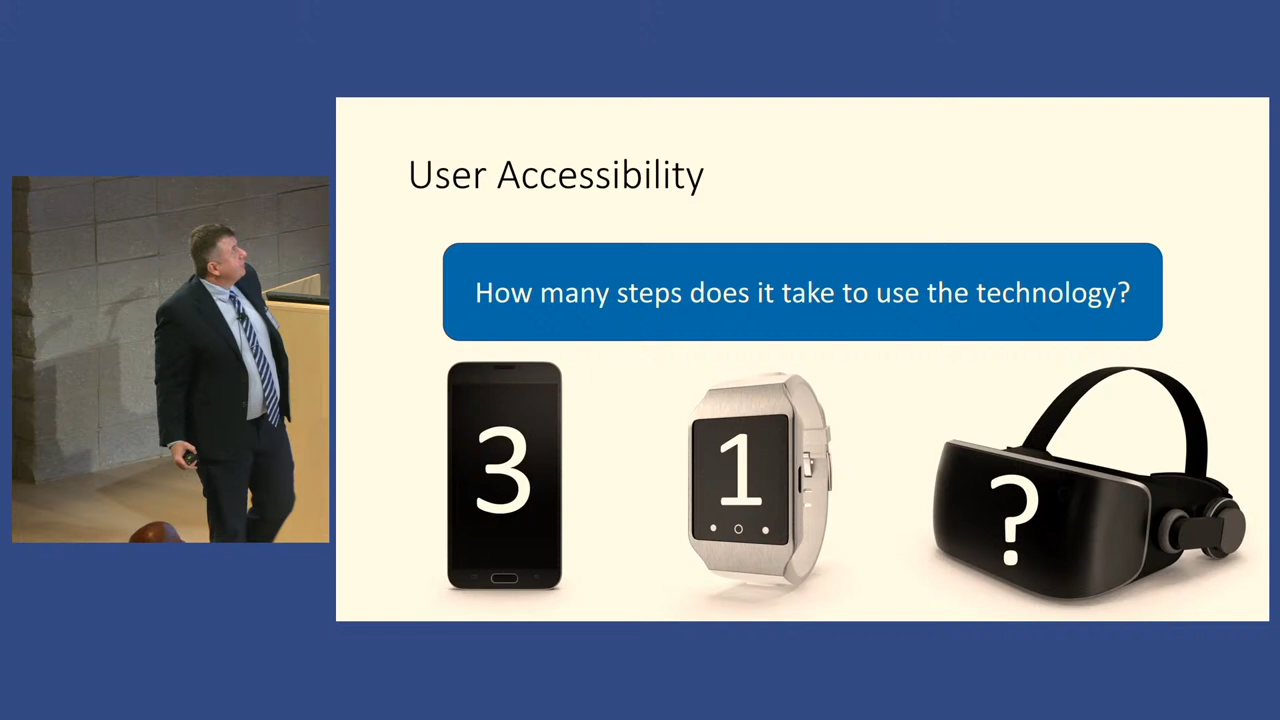 User Accessibility
How many steps does it take to use the technology?
3
1
?